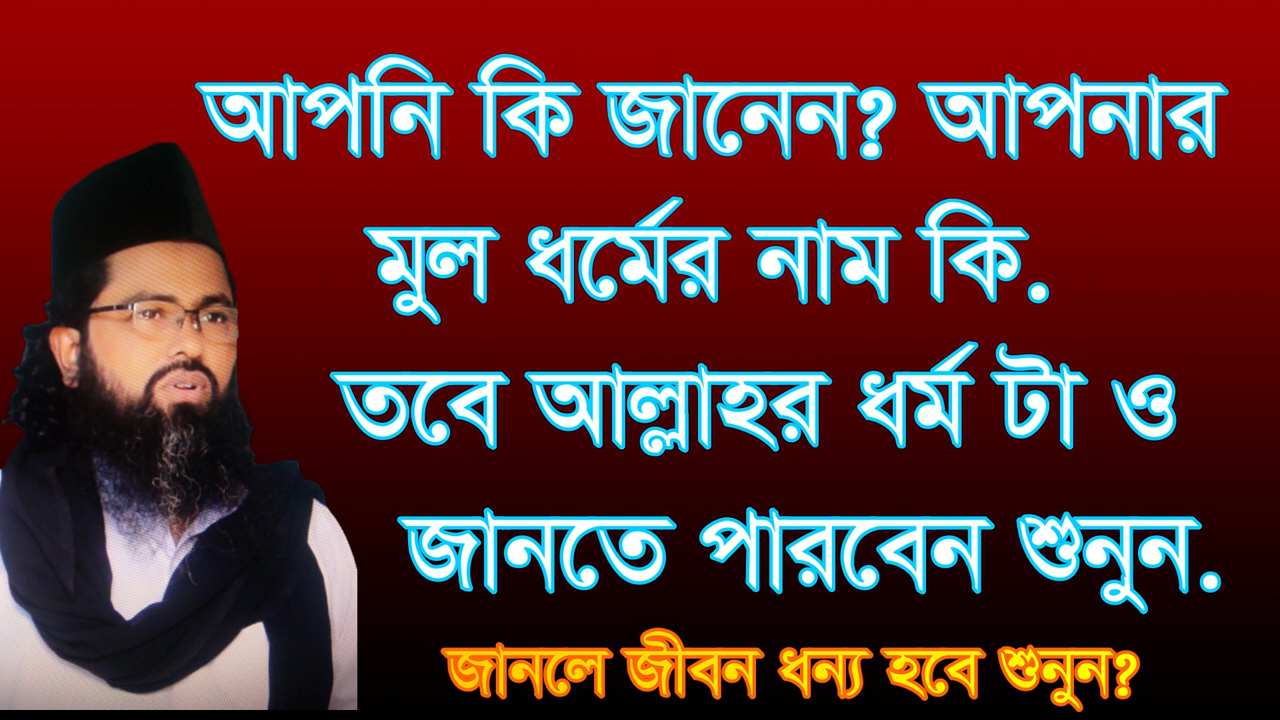 আপনি কি জানেন? আপনার
মুল ধর্মের নাম কি.
তবে আল্লাহর ধর্ম টা ও
জানতে পারবেন শুনুন.
জানলে জীবন ধন্য হবে শুনুন?